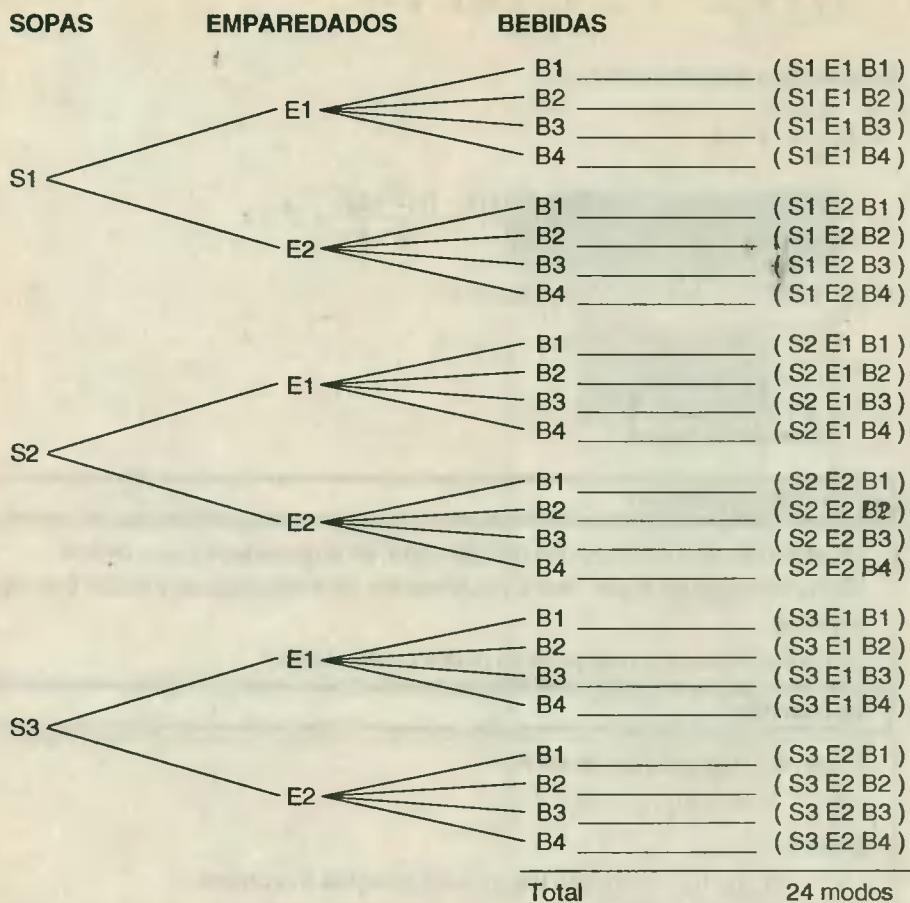 SOPAS EMPAREDADOS BEBIDAS
B1 ( S1 E1 B1 )
B2 ( S1 E1 B2 )
E1
B3 ( S1 E1 B3 )
B4 ( S1 E1 B4 )
S1
B1 ( S1 E2 B1 )
B2 ( S1 E2 B2 )
E2
B3 ( S1 E2 B3 )
B4 ( S1 E2 B4 )
B1 ( S2 E1 B1 )
B2 ( S2 E1 B2 )
E1
B3 ( S2 E1 B3 )
B4 ( S2 E1 B4 )
S2
B1 ( S2 E2 B1 )
B2 ( S2 E2 B2 )
E2
B3 ( S2 E2 B3 )
B4 ( S2 E2 B4 )
B1 ( S3 E1 B1 )
B2 ( S3 E1 B2 )
E1
B3 ( S3 E1 B3 )
B4 ( S3 E1 B4 )
S3
B1 ( S3 E2 B1 )
B2 ( S3 E2 B2 )
E2
B3 ( S3 E2 B3 )
B4 ( S3 E2 B4 )
Total 24 modos